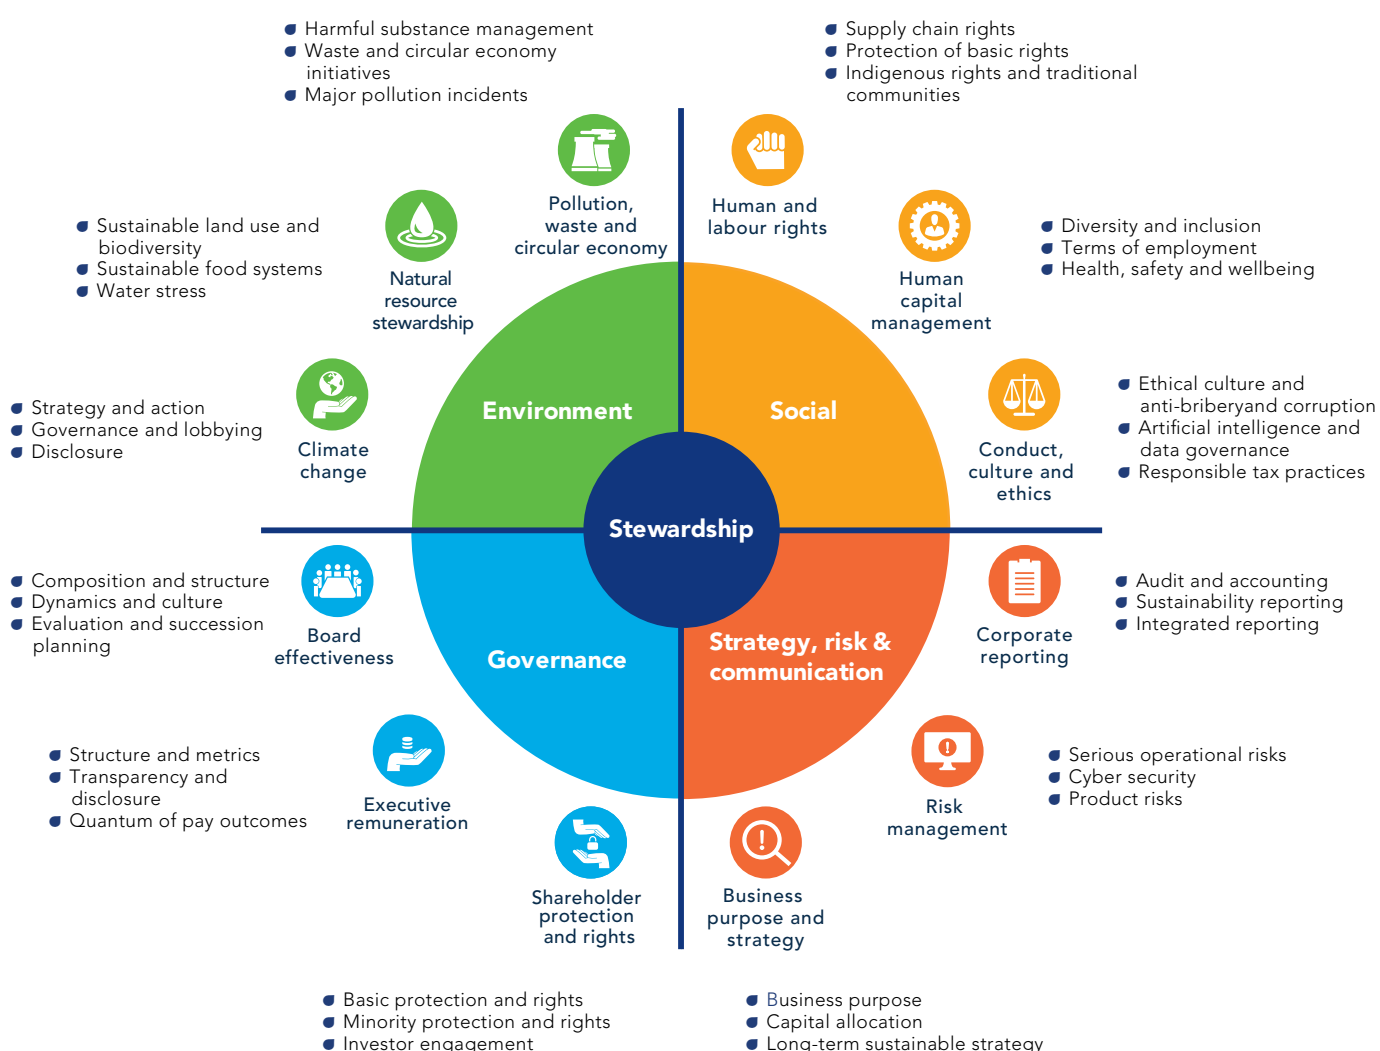 Harmful substance management
Waste and circular economy
initiatives
Major pollution incidents
Supply chain rights
Protection of basic rights
Indigenous rights and traditional
communities
Pollution,
waste and
circular economy
Human and
labour rights
Sustainable land use and
biodiversity
Sustainable food systems
Water stress
Natural
resource
stewardship
Human
capital
management
Diversity and inclusion
Terms of employment
Health, safety and wellbeing
Strategy and action
Governance and lobbying
Disclosure
Climate
change
Environment
Social
Conduct,
culture and
ethics
Ethical culture and
anti-briberyand corruption
Artificial intelligence and
data governance
Responsible tax practices
Stewardship
Composition and structure
Dynamics and culture
Evaluation and succession
planning
Board
effectiveness
Governance
Strategy, risk &
communication
Corporate
reporting
Audit and accounting
Sustainability reporting
Integrated reporting
Structure and metrics
Transparency and
disclosure
Quantum of pay outcomes
Executive
remuneration
Risk
management
Serious operational risks
Cyber security
Product risks
Shareholder
protection
and rights
Business
purpose and
strategy
Basic protection and rights
Minority protection and rights
Investor engagement
Business purpose
Capital allocation
Long-term sustainable strategy